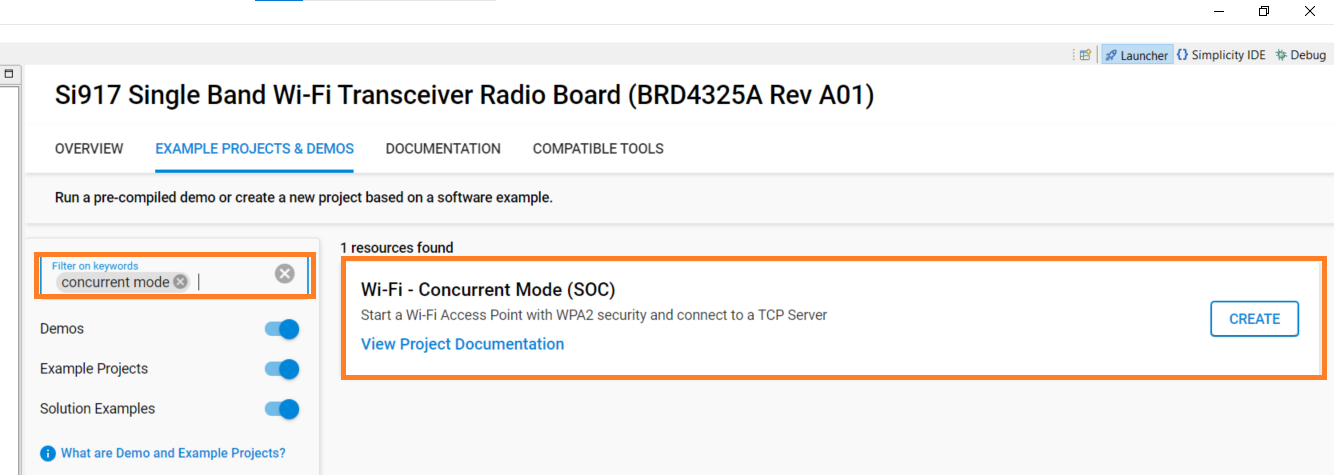 Launcher
Simplicity IDE
Debug
Si917 Single Band Wi-Fi Transceiver Radio Board (BRD4325A Rev A01)
OVERVIEW
EXAMPLE PROJECTS & DEMOS
DOCUMENTATION
COMPATIBLE TOOLS
Run a pre-compiled demo or create a new project based on a software example.
Filter on keywords
concurrent mode
Demos
Example Projects
Solution Examples
What are Demo and Example Projects?
1 resources found
Wi-Fi - Concurrent Mode (SOC)
Start a Wi-Fi Access Point with WPA2 security and connect to a TCP Server
View Project Documentation
CREATE